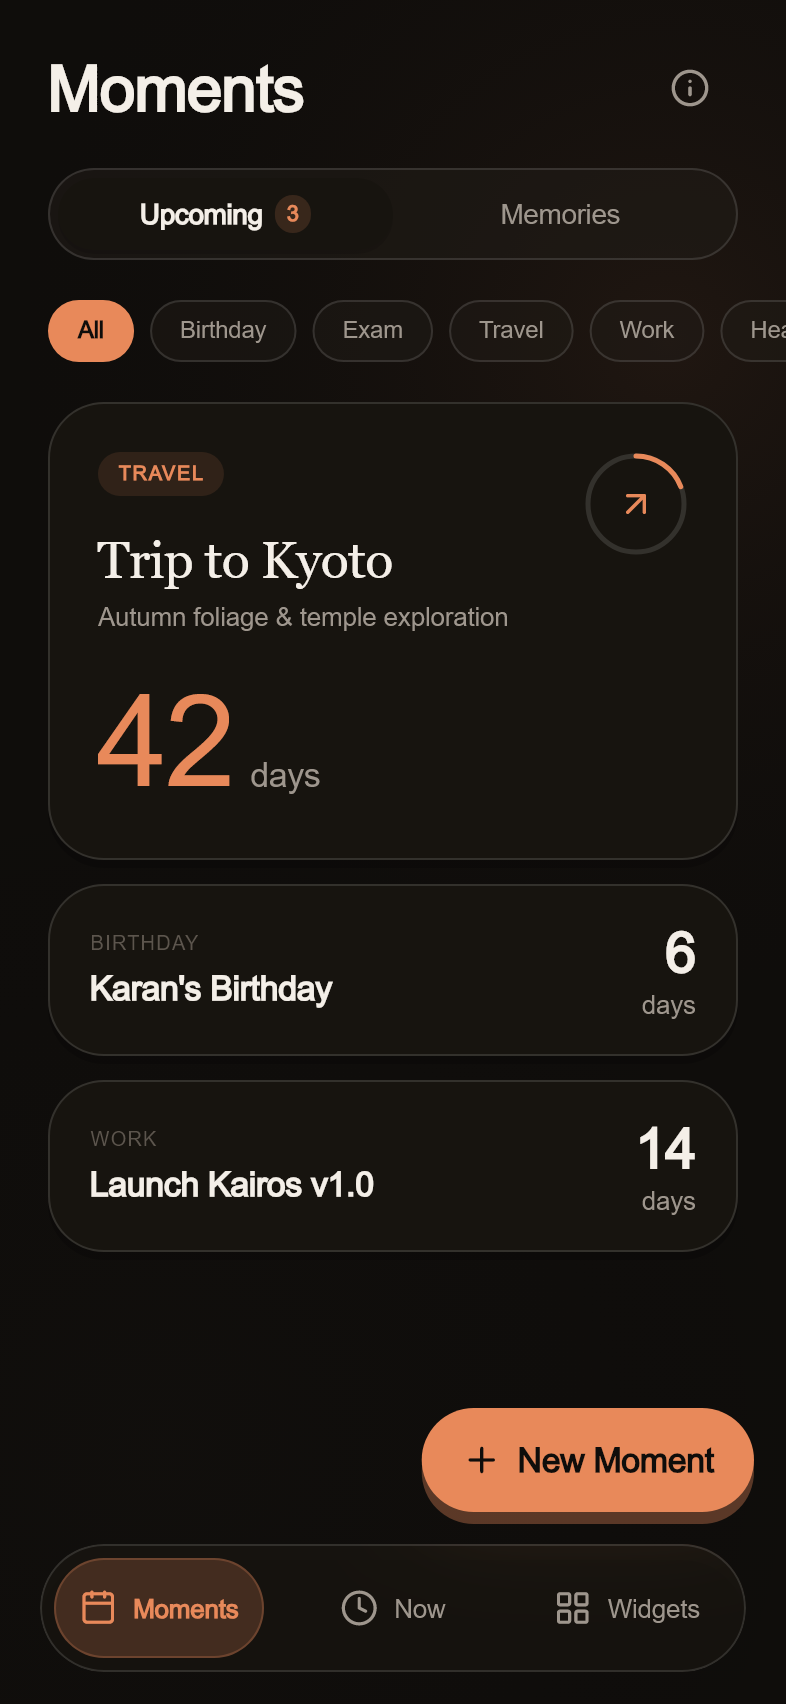 Moments
Upcoming 3 Memories
All Birthday Exam Travel Work Hea
TRAVEL
Trip to Kyoto
Autumn foliage & temple exploration
42 days
BIRTHDAY
Karan's Birthday
6
days
WORK
Launch Kairos v1.0
14
days
New Moment
Moments Now Widgets